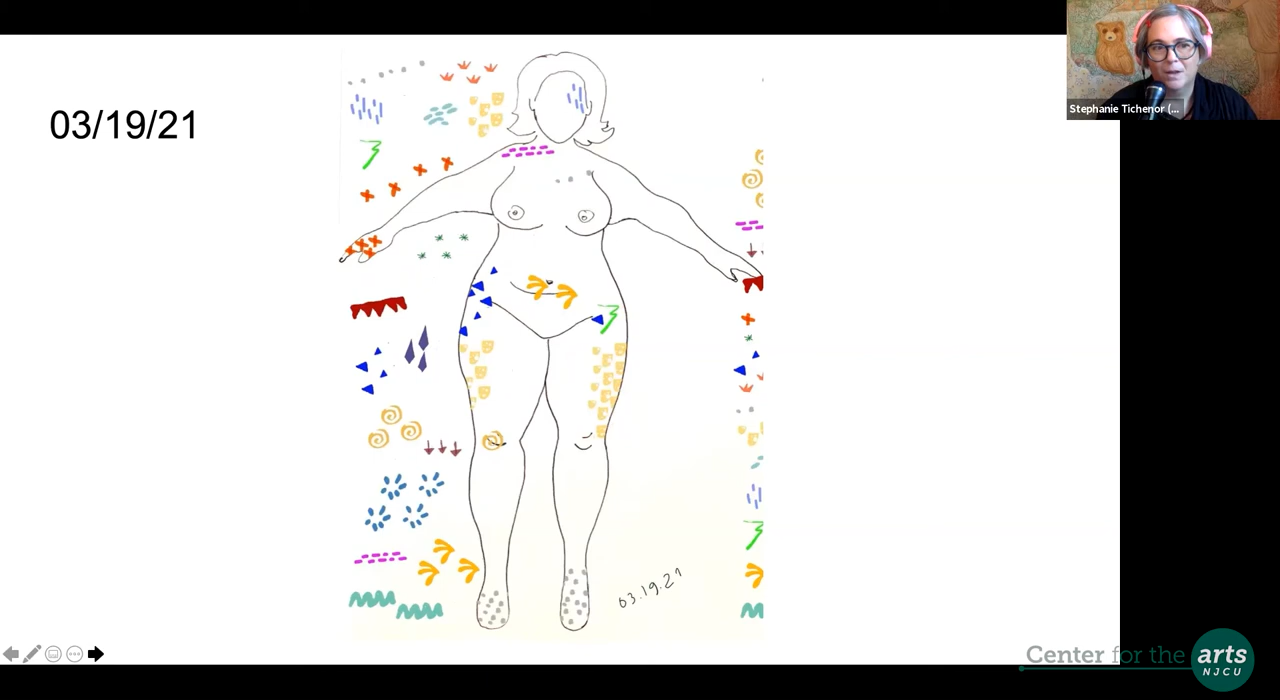 03/19/21
Stephanie Tichenor (...
03.19.21
Center for the arts
NJCU